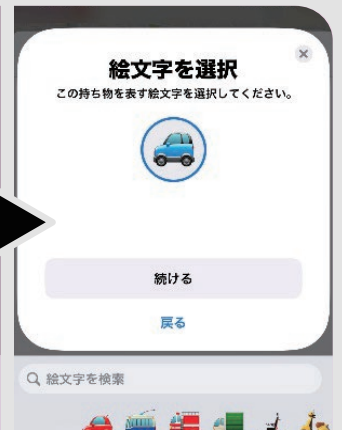 絵文字を選択
この持ち物を表す絵文字を選択してください。
続ける
戻る
絵文字を検索